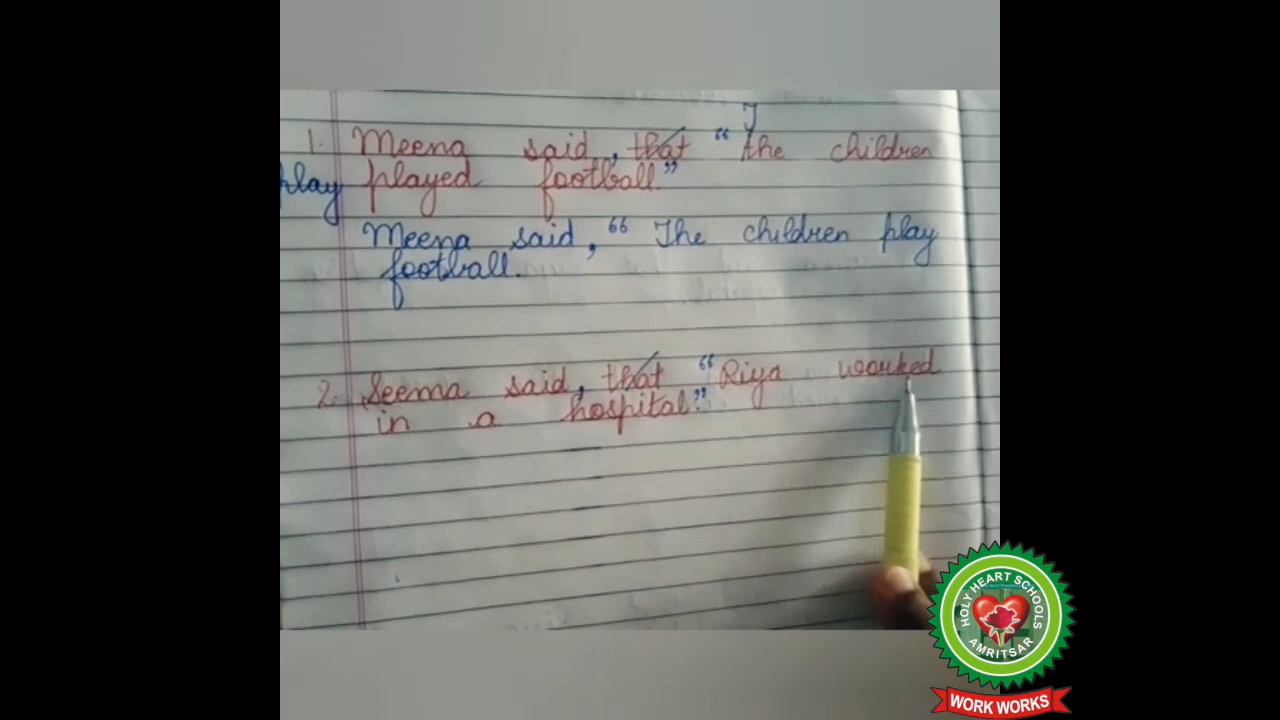 T
1. Meena said, that “the children
play played football.”
Meena said, “ The children play
football.
2. Seema said, that “Riya worked
in a hospital.”
HOLY HEART SCHOOLS
AMRITSAR
WORK WORKS